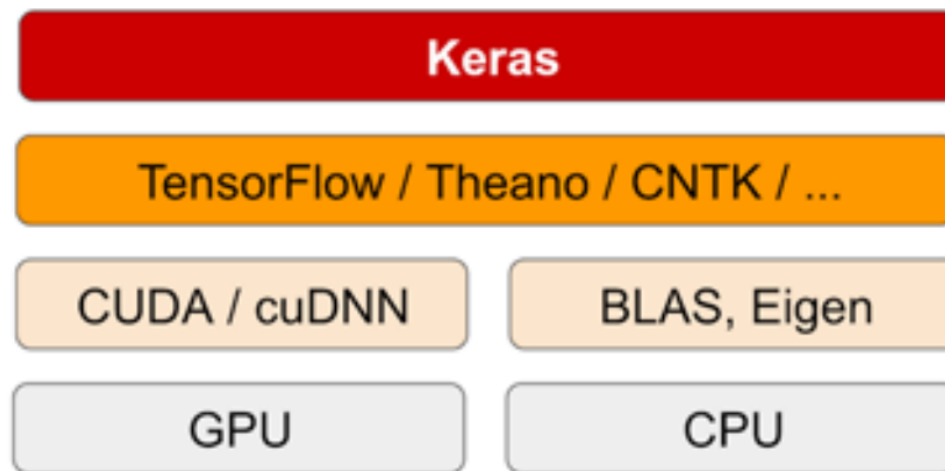 Keras
TensorFlow / Theano / CNTK / ...
CUDA / cuDNN
BLAS, Eigen
GPU
CPU